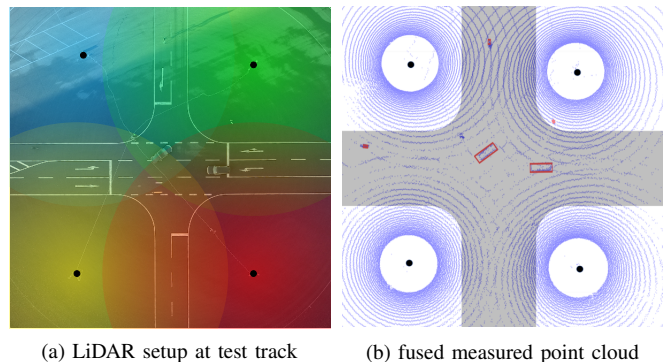 (a) LiDAR setup at test track
(b) fused measured point cloud